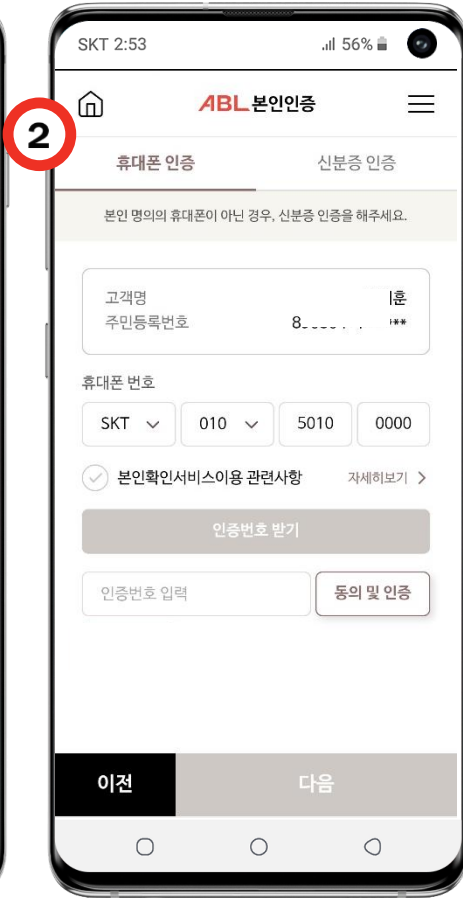 SKT 2:53 .ıl 56%
2
ABL 본인인증
휴대폰 인증 신분증 인증
본인 명의의 휴대폰이 아닌 경우, 신분증 인증을 해주세요.
고객명 훈
주민등록번호 8 **
휴대폰 번호
SKT 010 5010 0000
본인확인서비스이용 관련사항 자세히보기 >
인증번호 받기
인증번호 입력 동의 및 인증
이전 다음